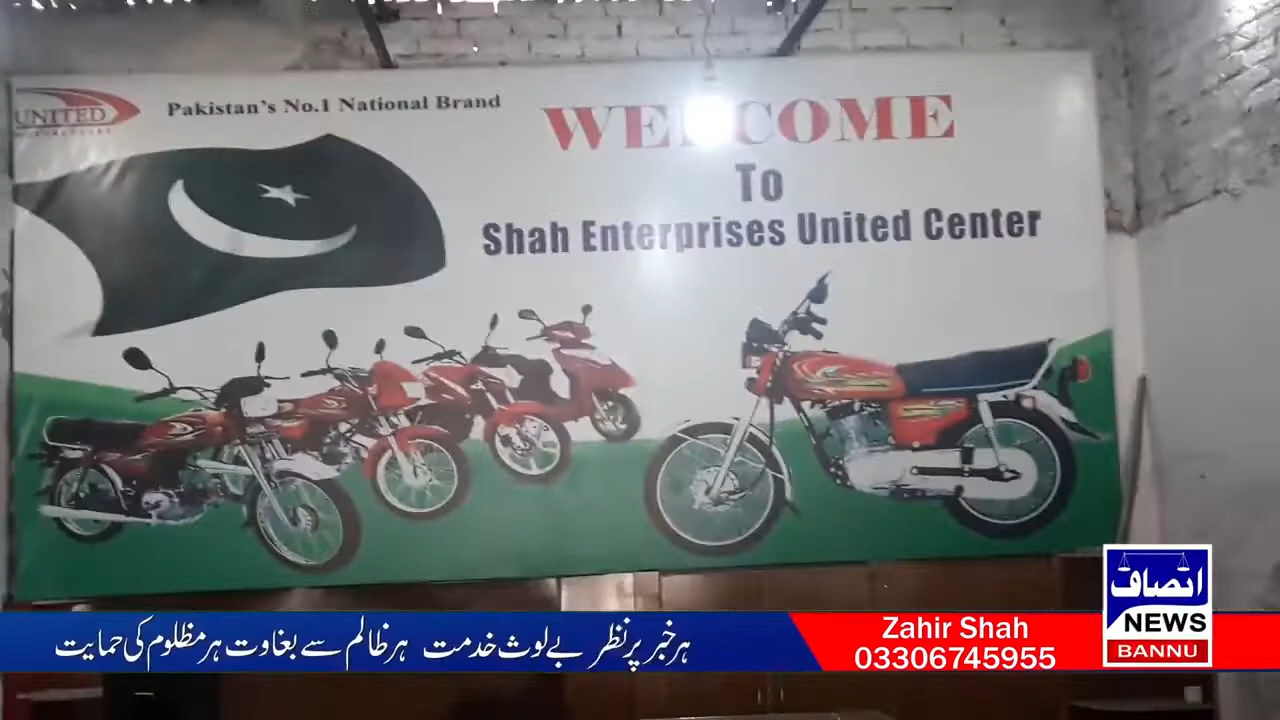 UNITED
Pakistan's No.1 National Brand
WELCOME
To
Shah Enterprises United Center
ہر خبر پر نظر بے لوث خدمت ہر ظالم سے بغاوت ہر مظلوم کی حمایت
Zahir Shah
03306745955
انصاف
NEWS
BANNU